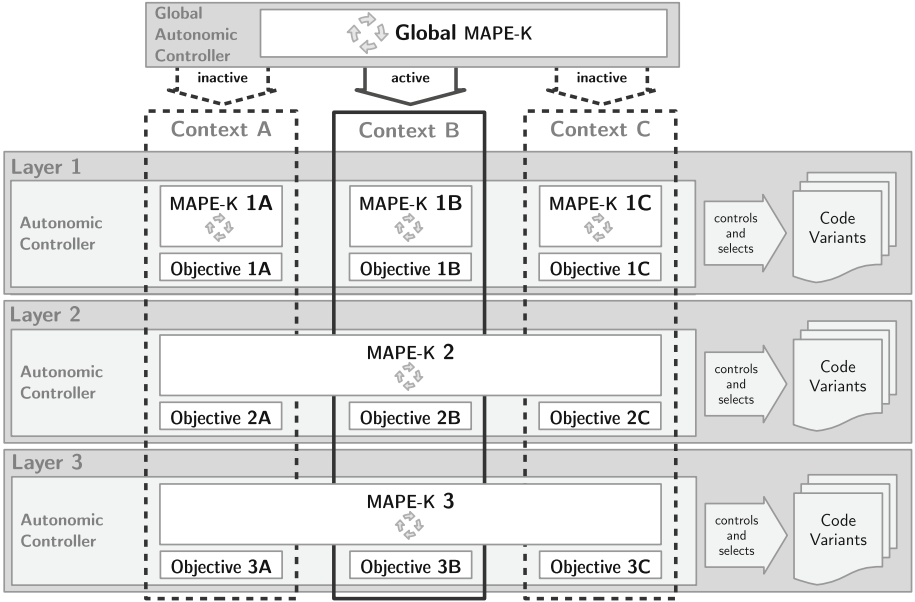 Global
Autonomic
Controller
Global MAPE-K
inactive
active
inactive
Context A
Context B
Context C
Layer 1
Autonomic
Controller
MAPE-K 1A
MAPE-K 1B
MAPE-K 1C
Objective 1A
Objective 1B
Objective 1C
controls
and
selects
Code
Variants
Layer 2
Autonomic
Controller
MAPE-K 2
Objective 2A
Objective 2B
Objective 2C
controls
and
selects
Code
Variants
Layer 3
Autonomic
Controller
MAPE-K 3
Objective 3A
Objective 3B
Objective 3C
controls
and
selects
Code
Variants